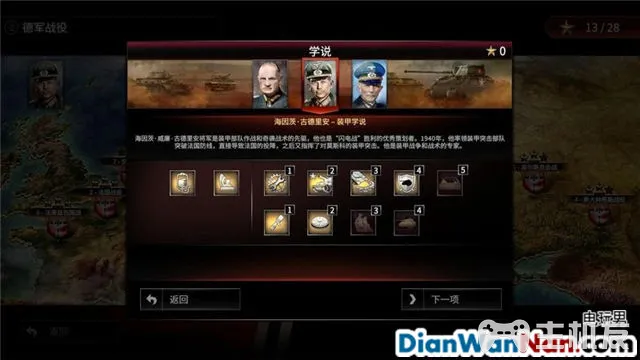 德军战役
13 / 28
学说
0
海因茨·古德里安 – 装甲学说
海因茨·威廉·古德里安将军是装甲部队作战和奇袭战术的先驱，他也是“闪电战”胜利的优秀策划者。1940年，他率领装甲突击部队
突破法国防线，直接导致法国的投降，之后又指挥了对莫斯科的装甲突击。他是装甲战争和战术的专家。
1 2 3 4 5
1 2 3 4
返回
下一项
返回
电玩男
主机爱
DianWanNan.com